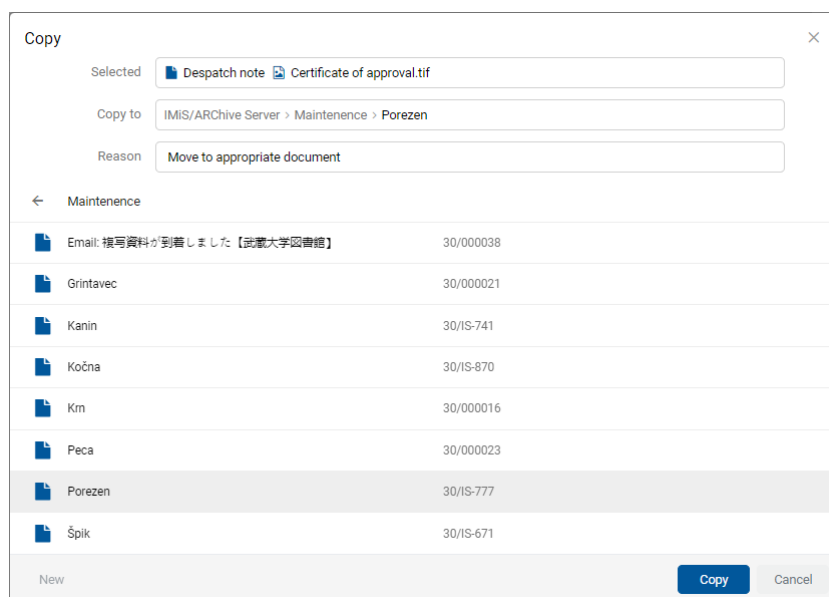 Copy
Selected Despatch note Certificate of approval.tif
Copy to IMiS/ARChive Server > Maintenence > Porezen
Reason Move to appropriate document
Maintenence
Email: 複写資料が到着しました【武蔵大学図書館】 30/000038
Grintavec 30/000021
Kanin 30/IS-741
Kočna 30/IS-870
Krn 30/000016
Peca 30/000023
Porezen 30/IS-777
Špik 30/IS-671
New Copy Cancel